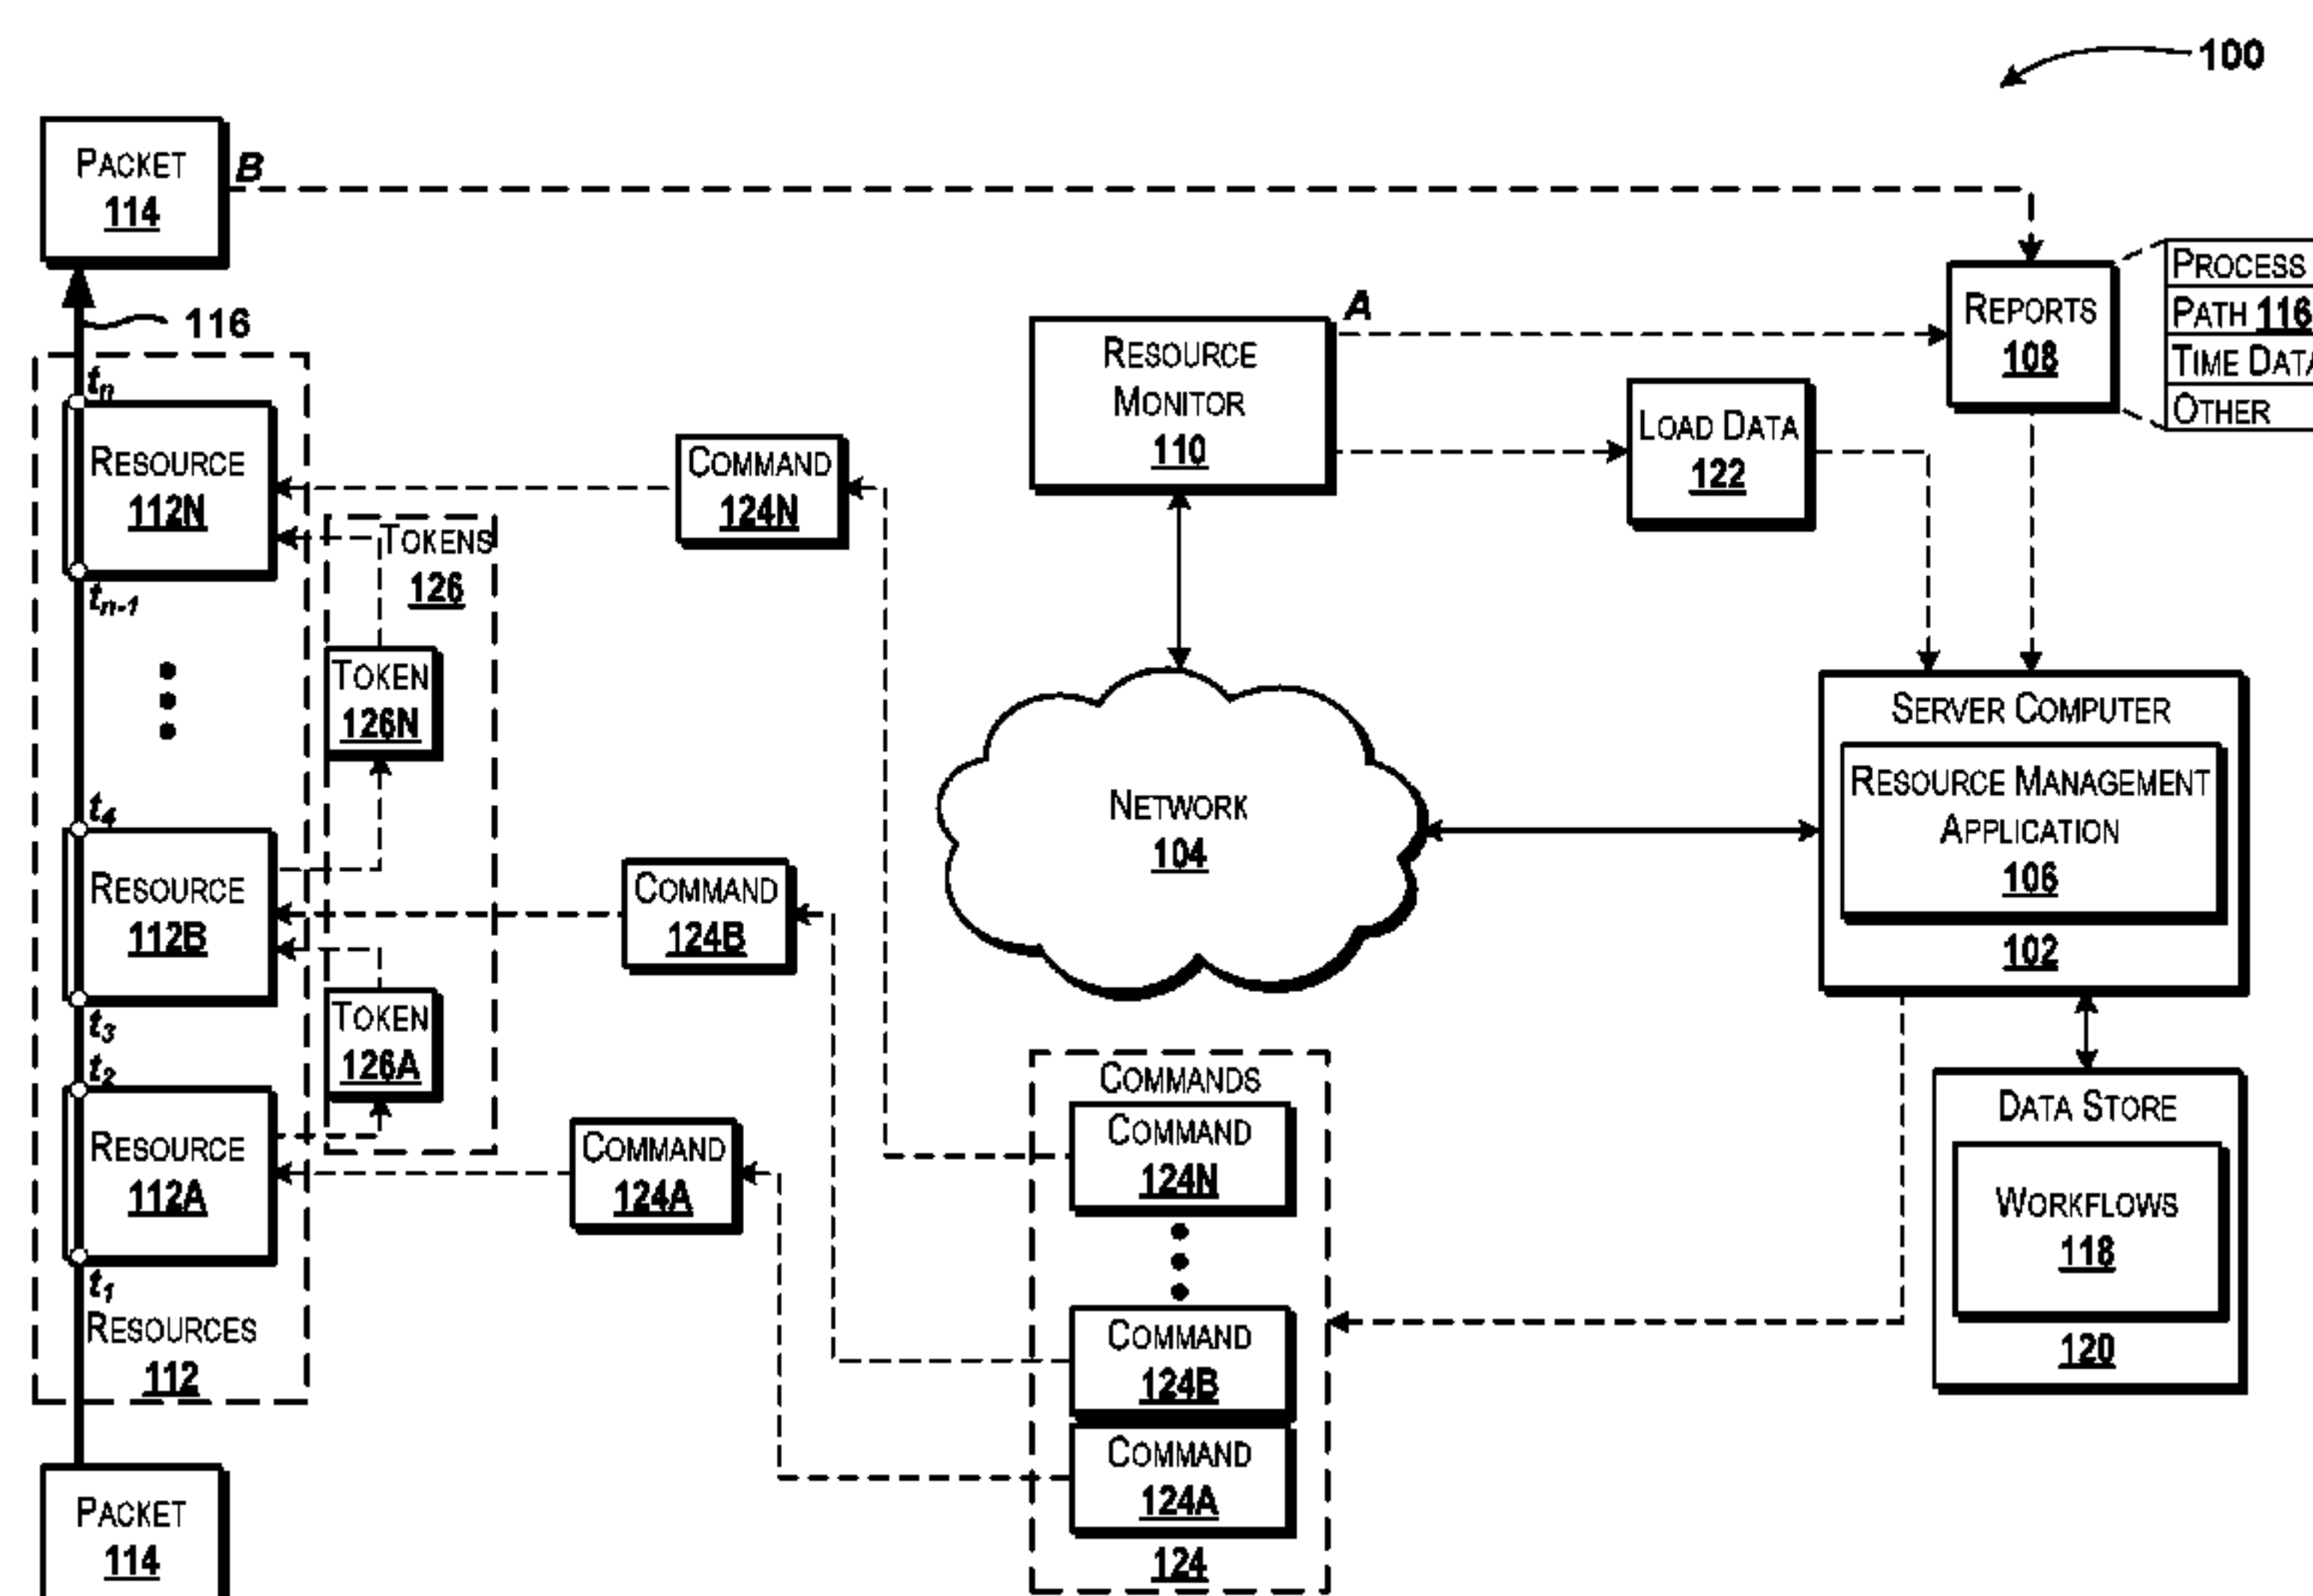 100
PACKET
114
B
116
A
REPORTS
108
PROCESS
PATH 116
TIME DATA
OTHER
RESOURCE
MONITOR
110
LOAD DATA
122
tn
RESOURCE
112N
tn-1
COMMAND
124N
TOKENS
126
TOKEN
126N
t4
RESOURCE
112B
t3
COMMAND
124B
TOKEN
126A
t2
RESOURCE
112A
t1
COMMAND
124A
RESOURCES
112
PACKET
114
NETWORK
104
SERVER COMPUTER
RESOURCE MANAGEMENT
APPLICATION
106
102
DATA STORE
WORKFLOWS
118
120
COMMANDS
COMMAND
124N
COMMAND
124B
COMMAND
124A
124